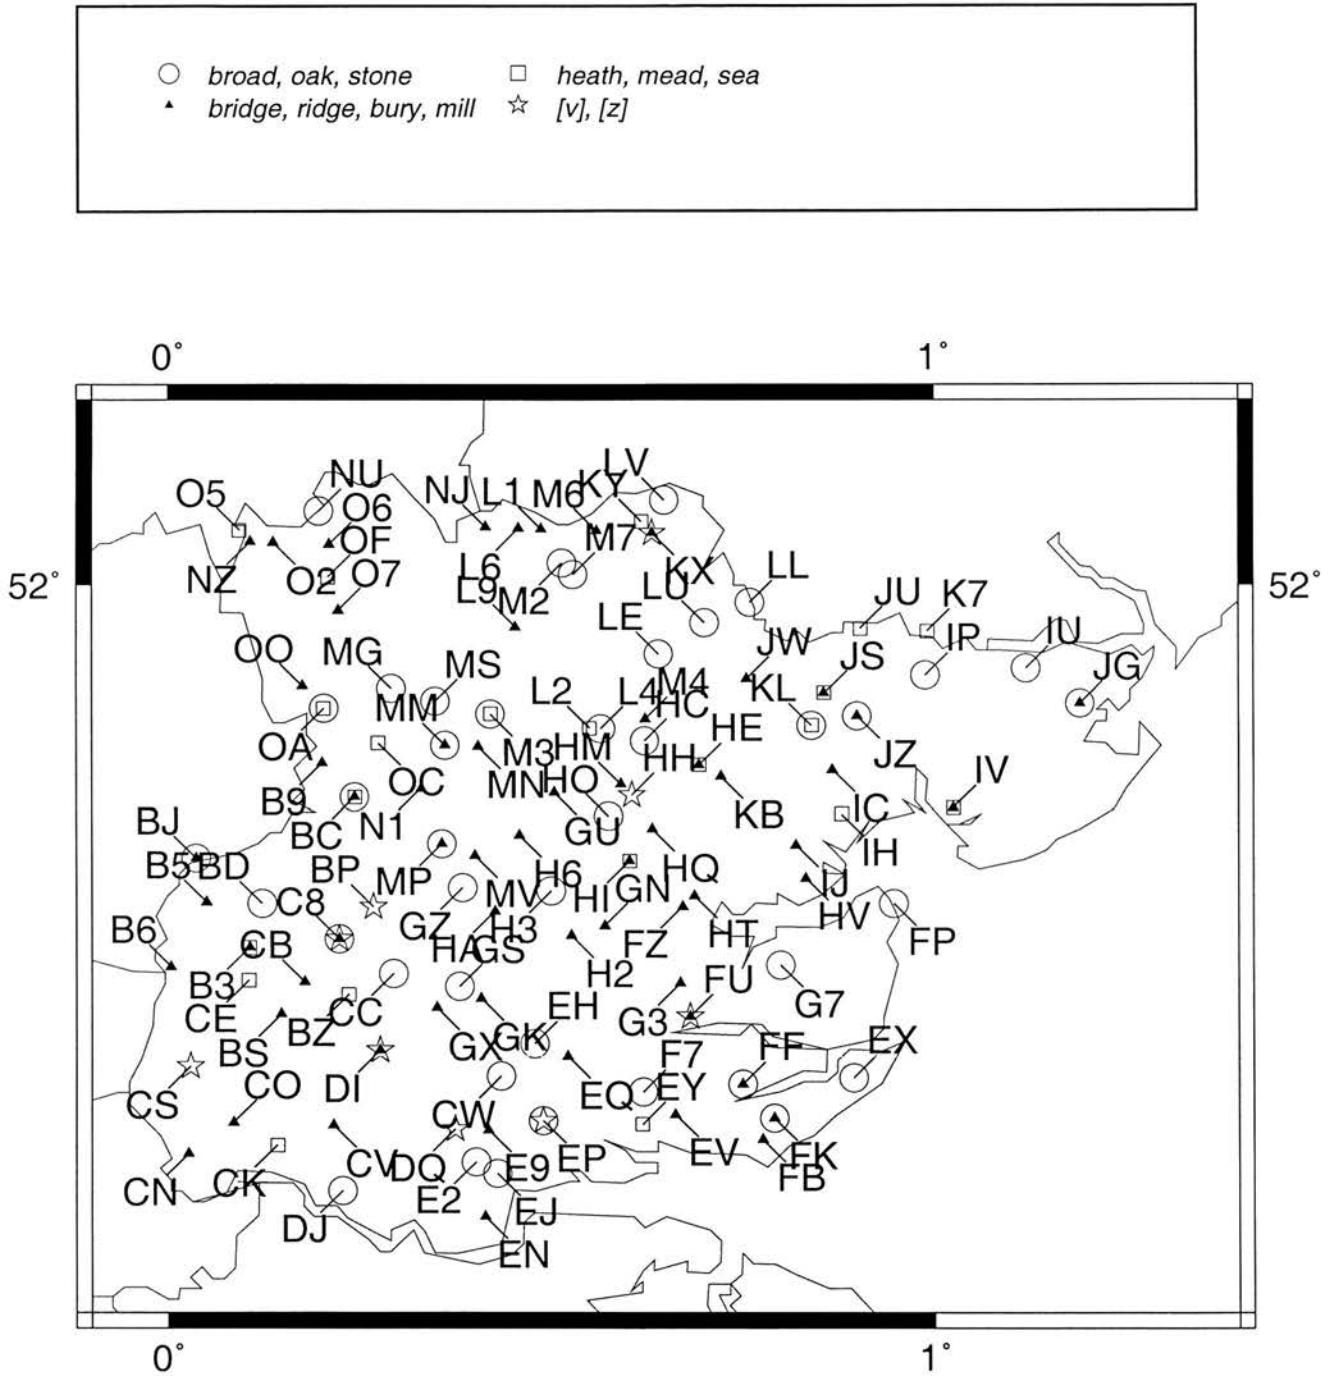 broad, oak, stone heath, mead, sea
bridge, ridge, bury, mill [v], [z]
0° 1°
LV
NU KY
O5 NJ L1 M6
O6
OF M7
NZ O2 O7 L6 KX LL
52° 52°
L9 M2 LU JU K7
LE IP IU
OO MG MS JW JS JG
MM L2 L4 M4 KL
HC
OA M3 HM HE JZ
OC MN HO HH IV
B9 N1 KB IC
BJ BC GU IH
B5 BD BP MP H6 HQ IJ
C8 MV HI GN HV
B6 GZ H3 HT FP
CB HA GS FZ
B3 H2 FU
CE CC EH G7
BZ G3
BS GX GK F7 FF EX
CS CO DI EQ EY
CW
CV DQ E9 EP EV FK
CN CK E2 FB
DJ EJ
EN
0° 1°